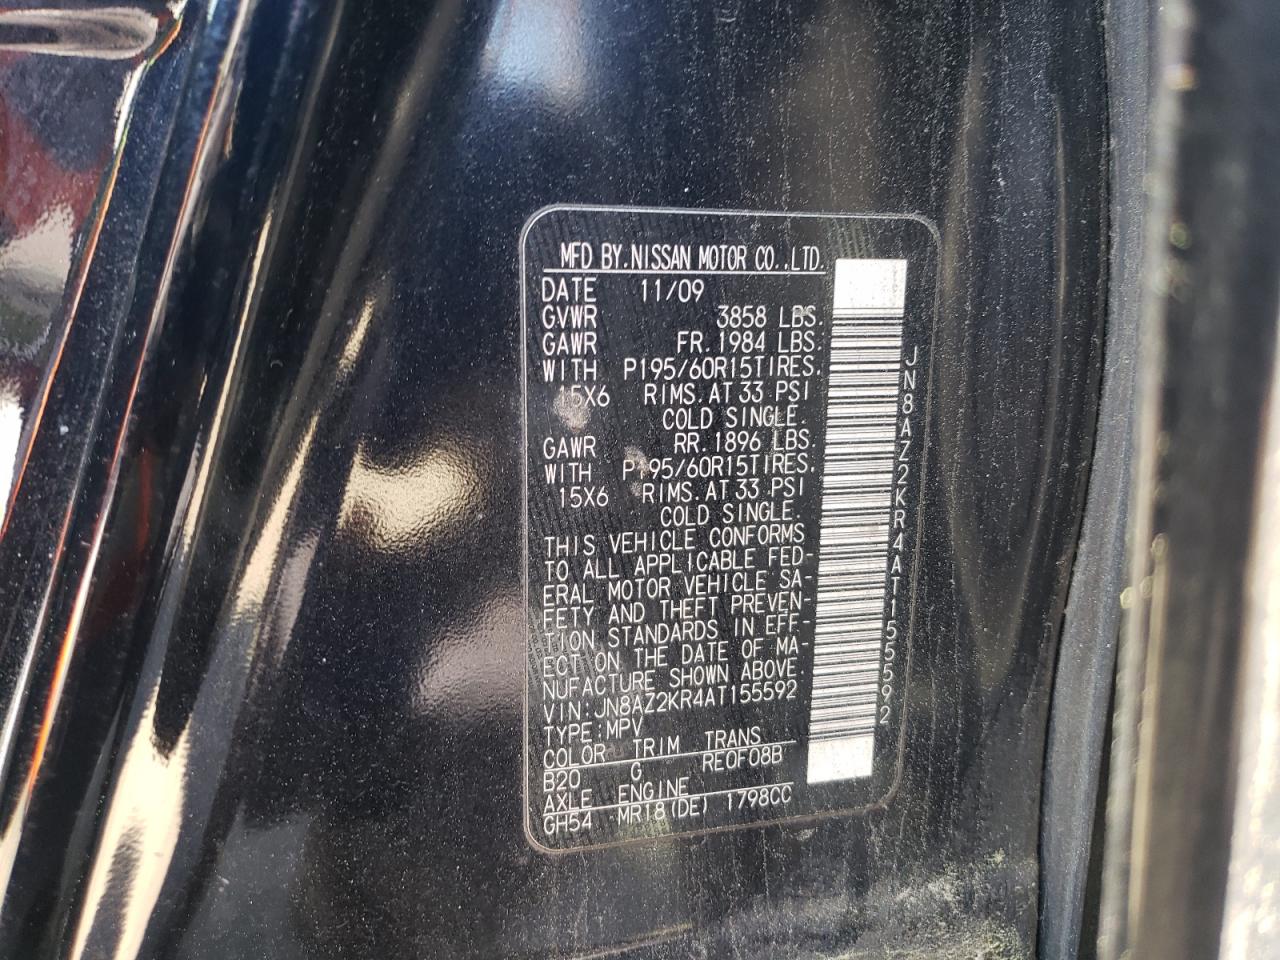 MFD BY.NISSAN MOTOR CO.,LTD.
DATE 11/09
GVWR 3858 LBS.
GAWR FR. 1984 LBS.
WITH P195/60R15TIRES.
15X6 RIMS. AT 33 PSI
COLD SINGLE.
GAWR RR. 1896 LBS.
WITH P195/60R15TIRES.
15X6 RIMS. AT 33 PSI
COLD SINGLE.
THIS VEHICLE CONFORMS
TO ALL APPLICABLE FED-
ERAL MOTOR VEHICLE SA-
FETY AND THEFT PREVEN-
TION STANDARDS IN EFF-
ECT ON THE DATE OF MA-
NUFACTURE SHOWN ABOVE.
VIN:JN8AZ2KR4AT155592
TYPE:MPV
COLOR TRIM TRANS
B20 G RE0F08B
AXLE ENGINE
GH54 MR18(DE) 1798CC
JN8AZ2KR4AT155592